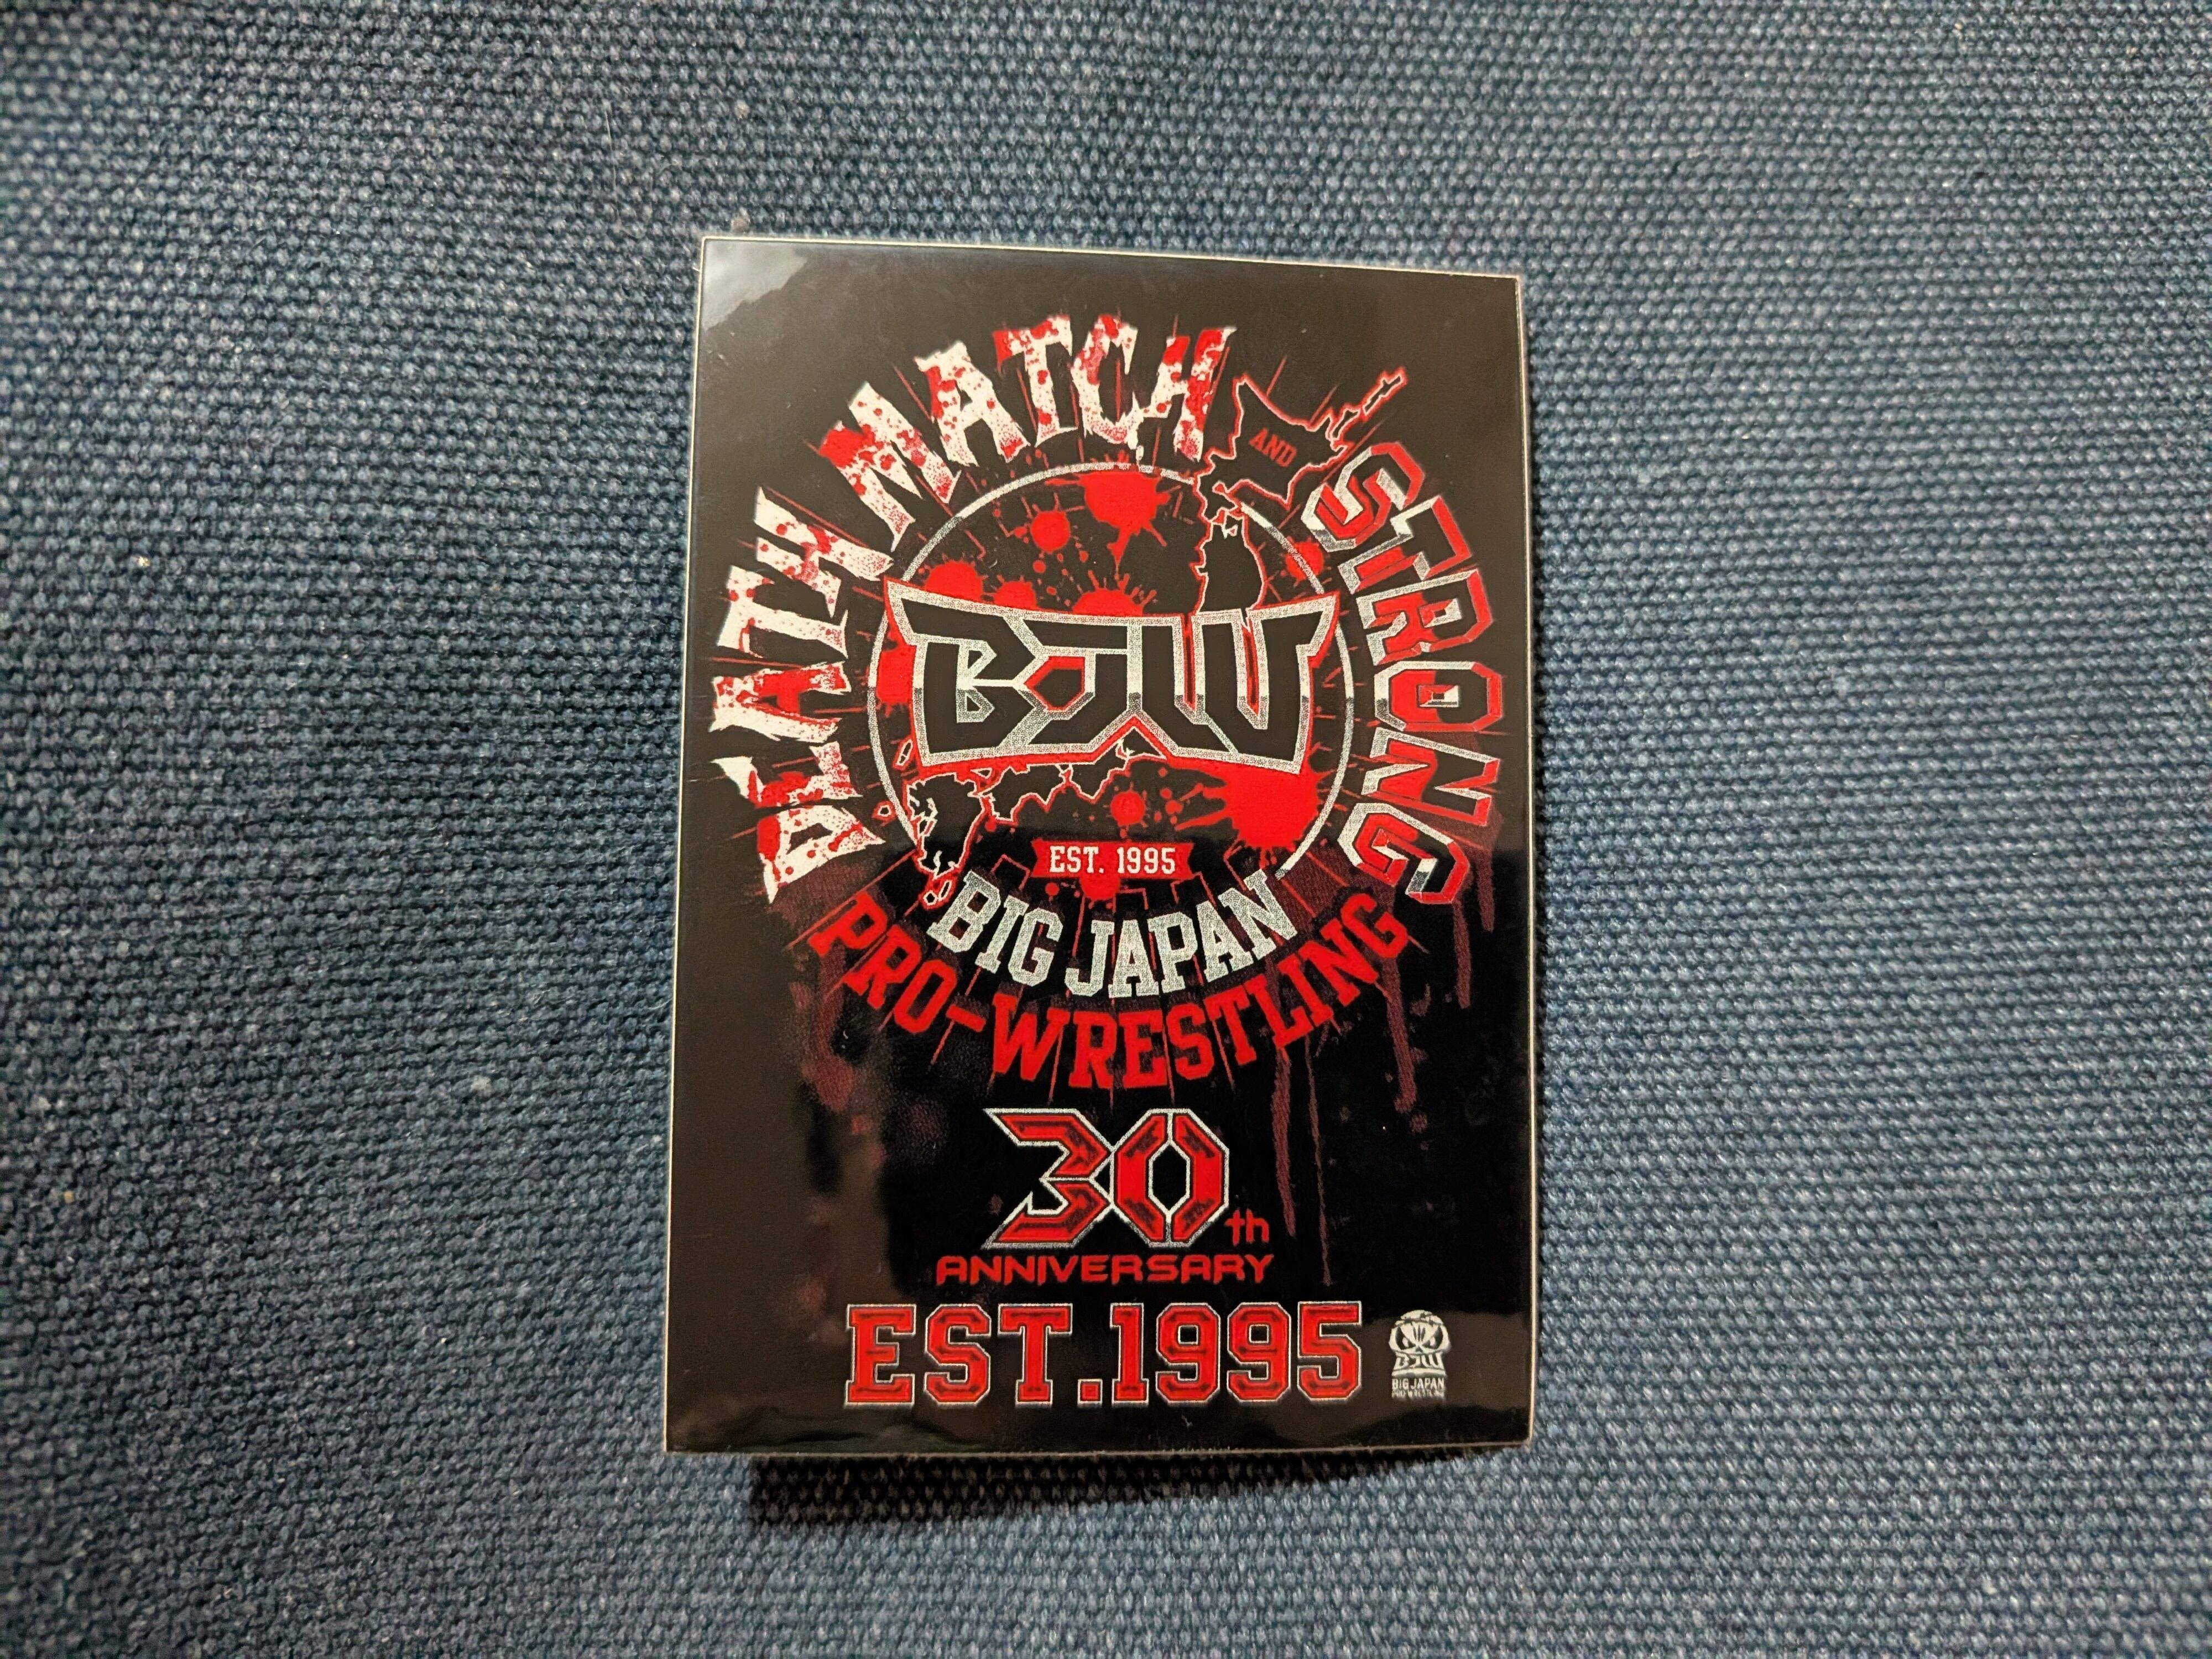 DEATH MATCH
AND
STRONG
BJW
EST. 1995
BIG JAPAN
PRO-WRESTLING
30th
ANNIVERSARY
EST.1995
BJW
BIG JAPAN
PRO-WRESTLING